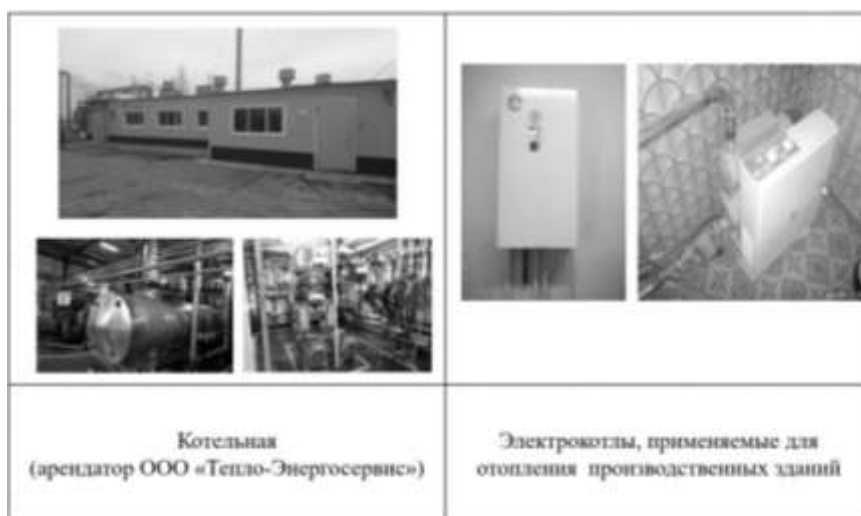 Котельная
(арендатор ООО «Тепло-Энергосервис»)
Электрокотлы, применяемые для
отопления производственных зданий